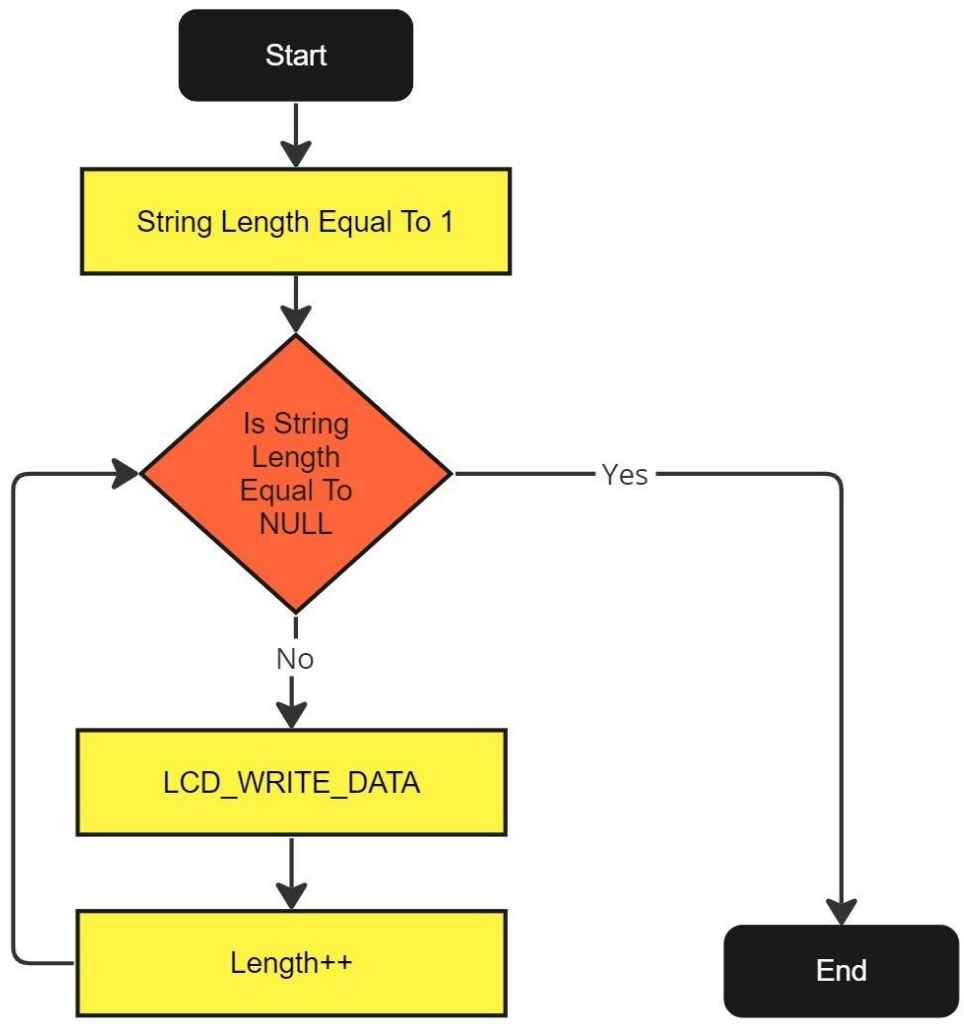 Start
String Length Equal To 1
Is String
Length
Equal To
NULL
Yes
No
LCD_WRITE_DATA
Length++
End